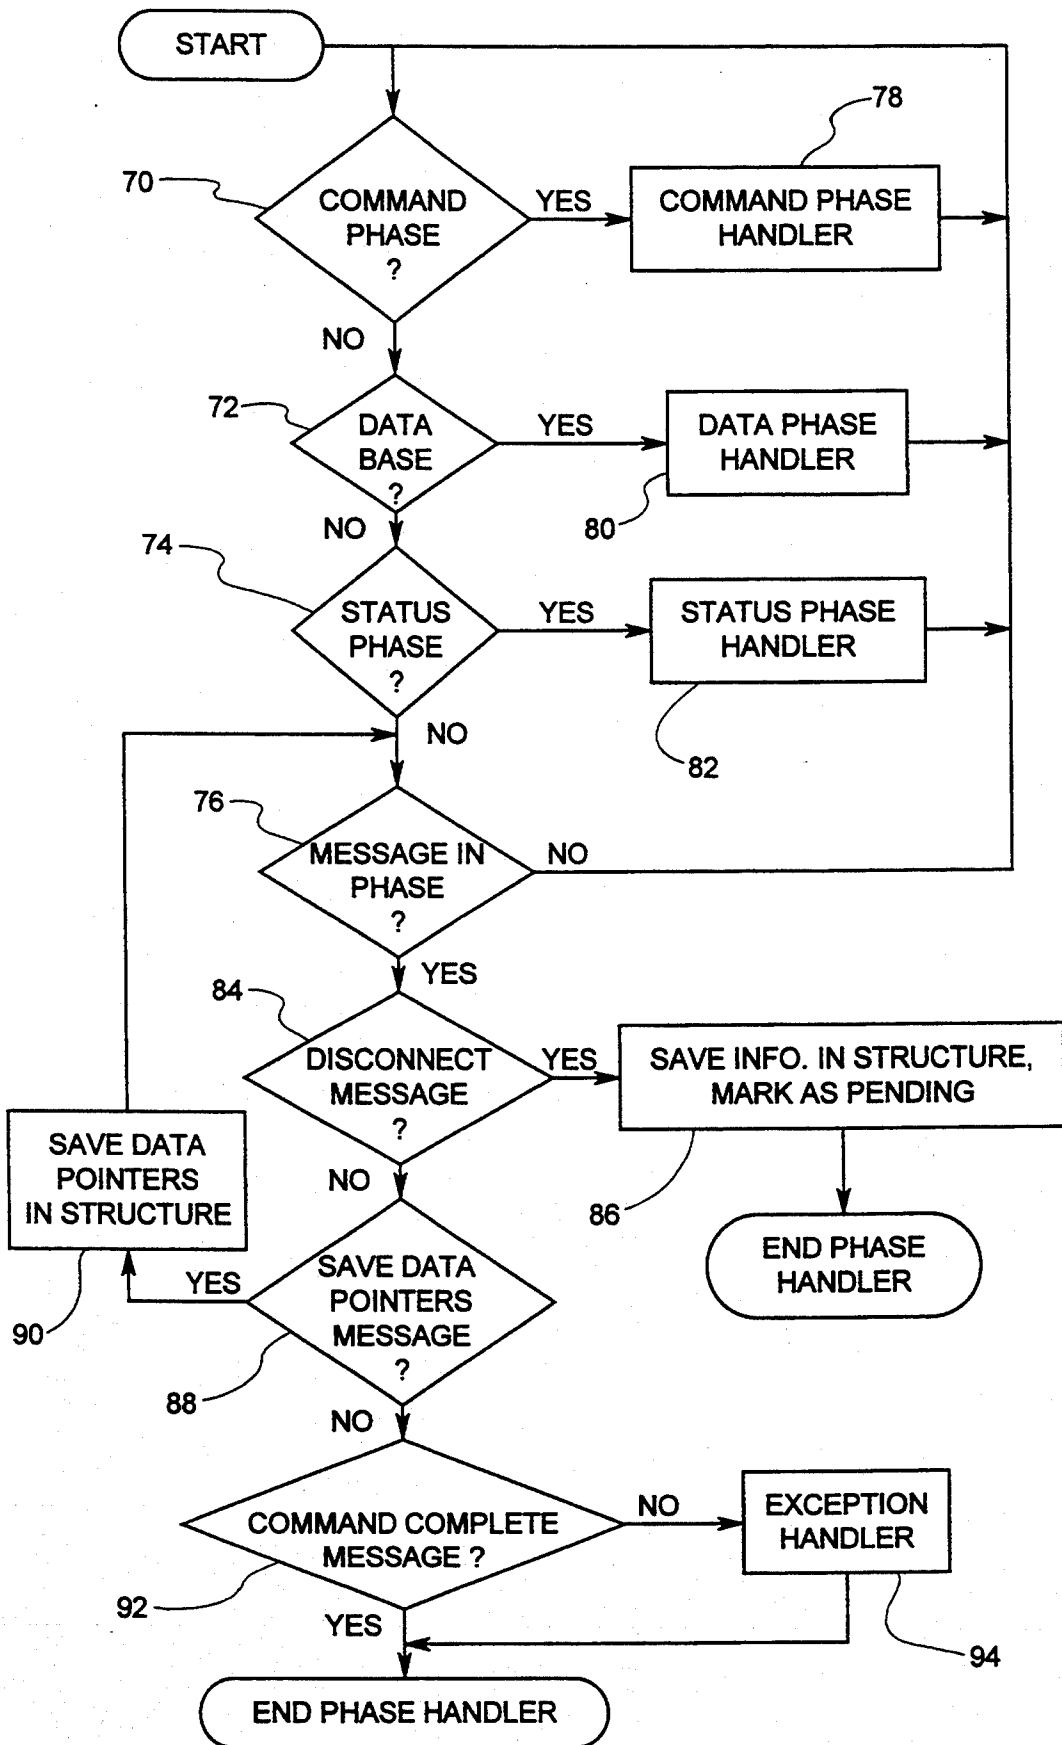 START
78
70
COMMAND
PHASE
?
YES
COMMAND PHASE
HANDLER
NO
72
DATA
BASE
?
YES
DATA PHASE
HANDLER
80
NO
74
STATUS
PHASE
?
YES
STATUS PHASE
HANDLER
82
NO
76
MESSAGE IN
PHASE
?
NO
YES
84
DISCONNECT
MESSAGE
?
YES
SAVE INFO. IN STRUCTURE,
MARK AS PENDING
86
END PHASE
HANDLER
NO
SAVE DATA
POINTERS
IN STRUCTURE
90
YES
SAVE DATA
POINTERS
MESSAGE
?
88
NO
COMMAND COMPLETE
MESSAGE ?
92
NO
EXCEPTION
HANDLER
94
YES
END PHASE HANDLER